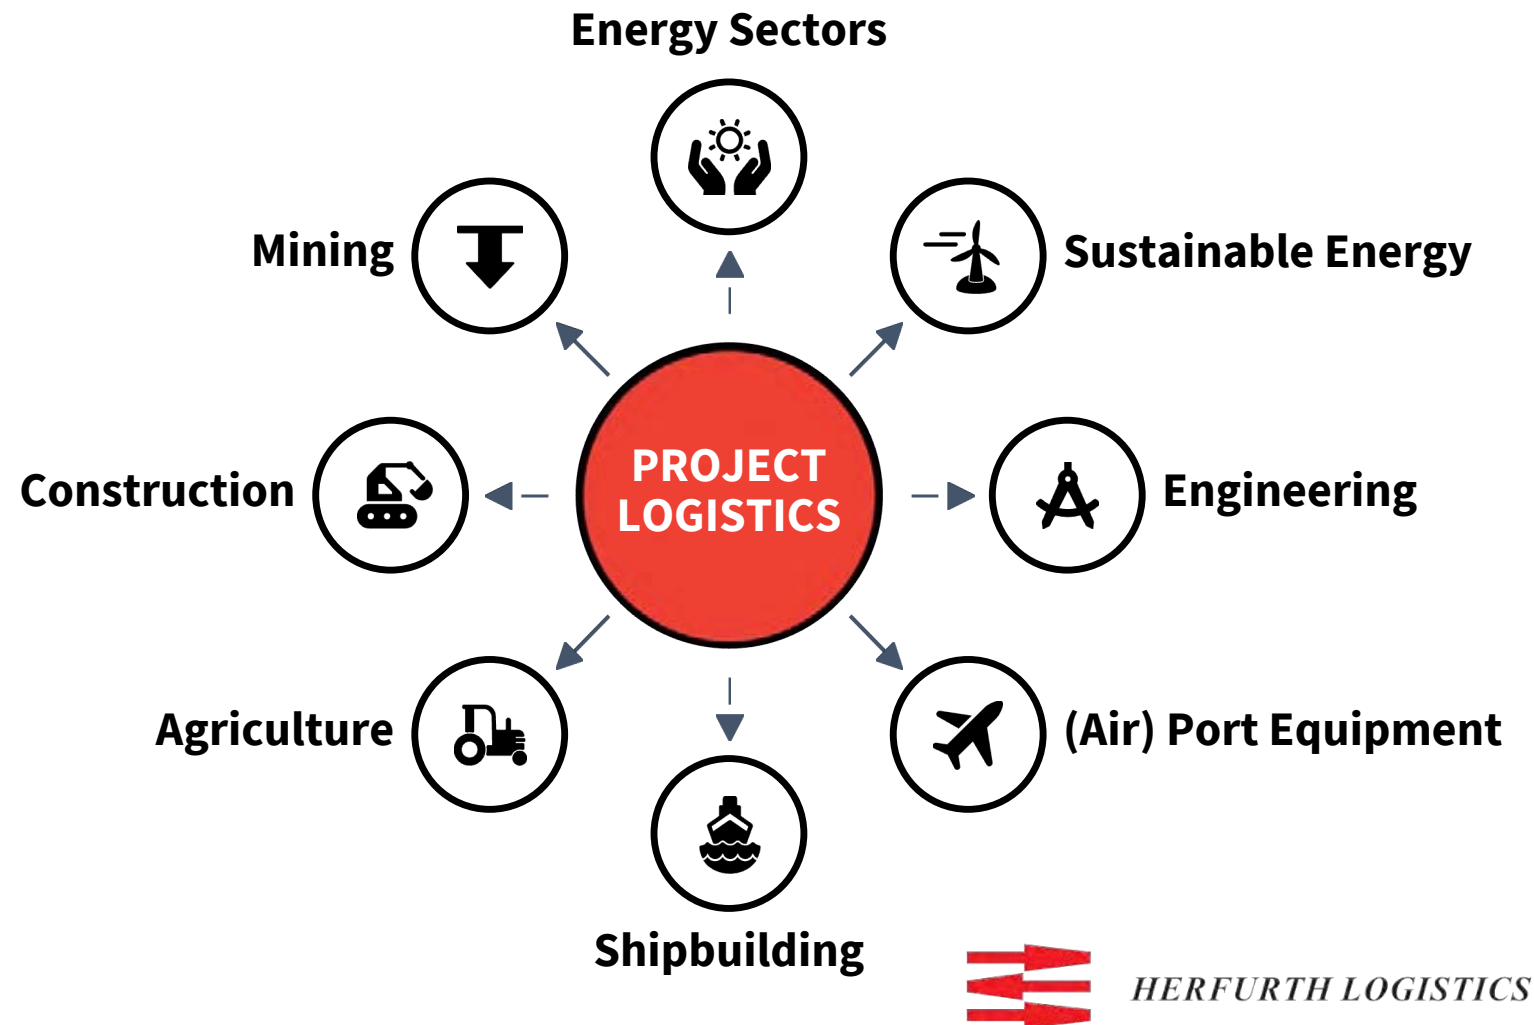 Energy Sectors
Mining
Sustainable Energy
PROJECT
LOGISTICS
Construction
Engineering
Agriculture
(Air) Port Equipment
Shipbuilding
HERFURTH LOGISTICS